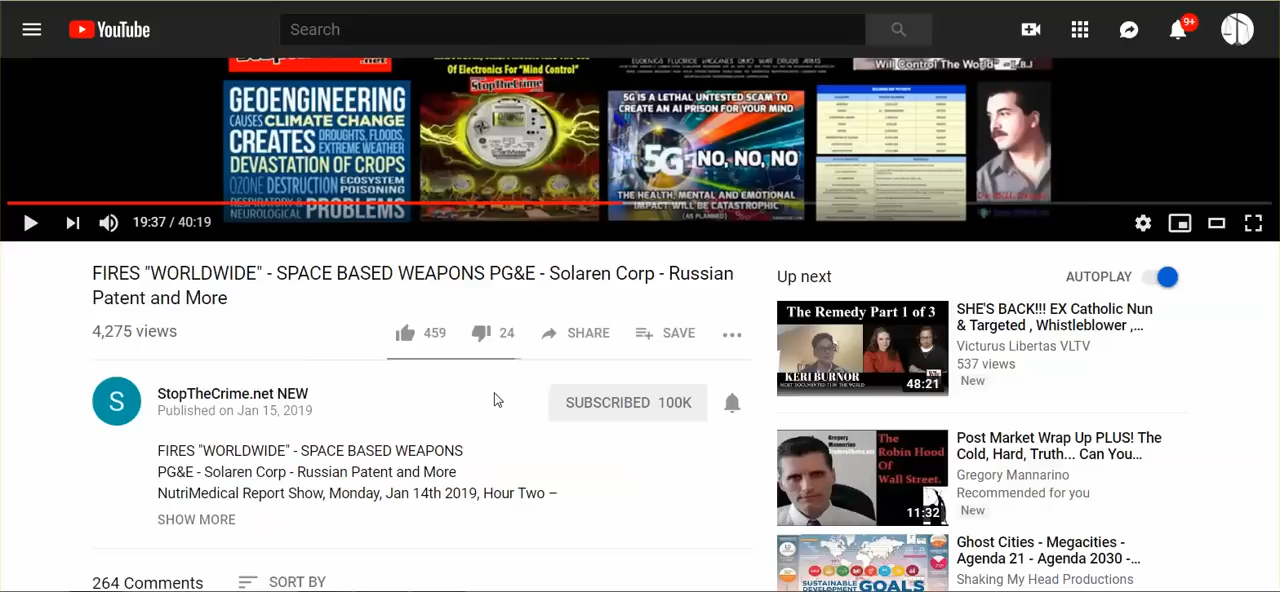 YouTube
Search
9+
Of Electronics For "Mind Control"
Will Control The World" - L.B.J
StopTheCrime
GEOENGINEERING
CAUSES CLIMATE CHANGE
CREATES DROUGHTS, FLOODS,
EXTREME WEATHER
DEVASTATION OF CROPS
OZONE DESTRUCTION ECOSYSTEM
POISONING
RESPIRATORY &
NEUROLOGICAL PROBLEMS
5G IS A LETHAL UNTESTED SCAM TO
CREATE AN AI PRISON FOR YOUR MIND
5G NO, NO, NO
THE HEALTH, MENTAL AND EMOTIONAL
IMPACT WILL BE CATASTROPHIC
(AS PLANNED)
19:37 / 40:19
FIRES "WORLDWIDE" - SPACE BASED WEAPONS PG&E - Solaren Corp - Russian
Patent and More
4,275 views
459
24
SHARE
SAVE
S
StopTheCrime.net NEW
Published on Jan 15, 2019
SUBSCRIBED 100K
FIRES "WORLDWIDE" - SPACE BASED WEAPONS
PG&E - Solaren Corp - Russian Patent and More
NutriMedical Report Show, Monday, Jan 14th 2019, Hour Two –
SHOW MORE
264 Comments
SORT BY
Up next
AUTOPLAY
The Remedy Part 1 of 3
KERI BURNOR
48:21
SHE'S BACK!!! EX Catholic Nun
& Targeted , Whistleblower ,...
Victurus Libertas VLTV
537 views
New
Gregory
Mannarino
The
Robin Hood
Of
Wall Street.
11:32
Post Market Wrap Up PLUS! The
Cold, Hard, Truth... Can You...
Gregory Mannarino
Recommended for you
New
SUSTAINABLE
DEVELOPMENT
GOALS
Ghost Cities - Megacities -
Agenda 21 - Agenda 2030 -...
Shaking My Head Productions